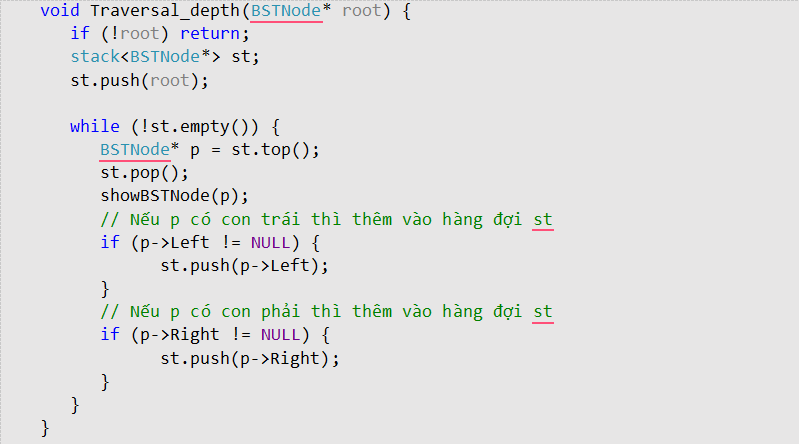 void Traversal_depth(BSTNode* root) {
if (!root) return;
stack<BSTNode*> st;
st.push(root);
while (!st.empty()) {
BSTNode* p = st.top();
st.pop();
showBSTNode(p);
// Nếu p có con trái thì thêm vào hàng đợi st
if (p->Left != NULL) {
st.push(p->Left);
}
// Nếu p có con phải thì thêm vào hàng đợi st
if (p->Right != NULL) {
st.push(p->Right);
}
}
}